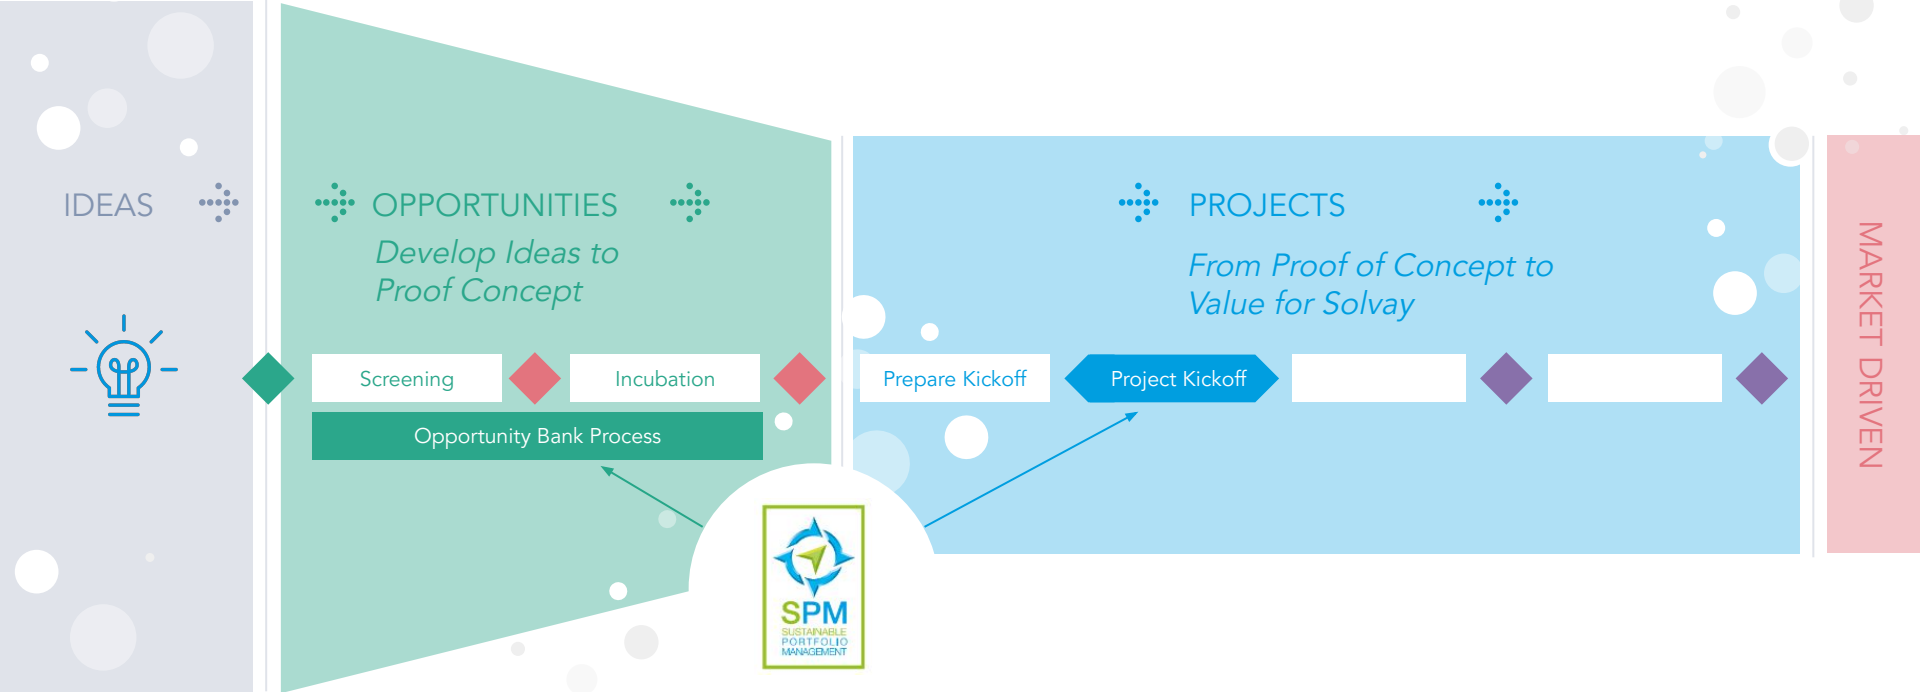 IDEAS
OPPORTUNITIES
Develop Ideas to
Proof Concept
Screening
Incubation
Opportunity Bank Process
PROJECTS
From Proof of Concept to
Value for Solvay
Prepare Kickoff
Project Kickoff
MARKET DRIVEN
SPM
SUSTAINABLE
PORTFOLIO
MANAGEMENT